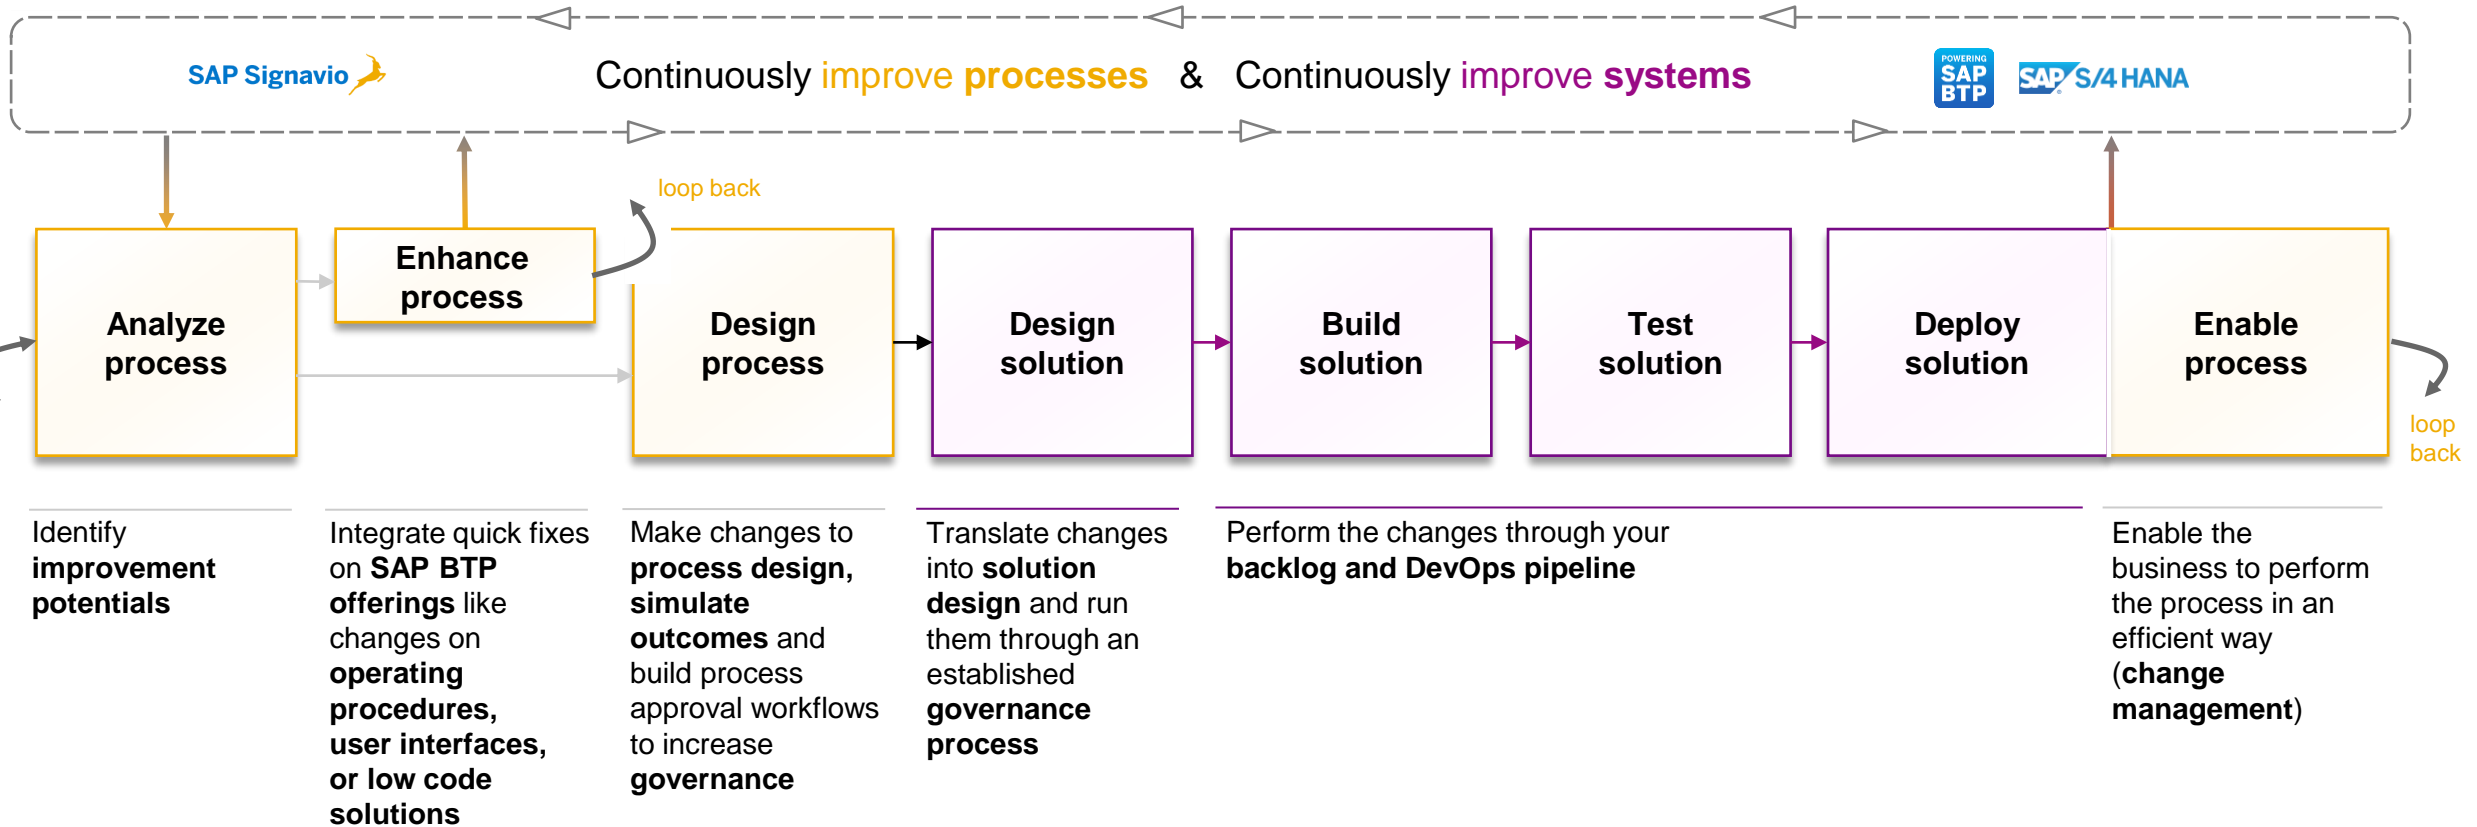 SAP Signavio
Continuously improve processes & Continuously improve systems
POWERING
SAP
BTP
SAP S/4HANA
loop back
Analyze
process
Enhance
process
Design
process
Design
solution
Build
solution
Test
solution
Deploy
solution
Enable
process
loop
back
Identify
improvement
potentials
Integrate quick fixes
on SAP BTP
offerings like
changes on
operating
procedures,
user interfaces,
or low code
solutions
Make changes to
process design,
simulate
outcomes and
build process
approval workflows
to increase
governance
Translate changes
into solution
design and run
them through an
established
governance
process
Perform the changes through your
backlog and DevOps pipeline
Enable the
business to perform
the process in an
efficient way
(change
management)